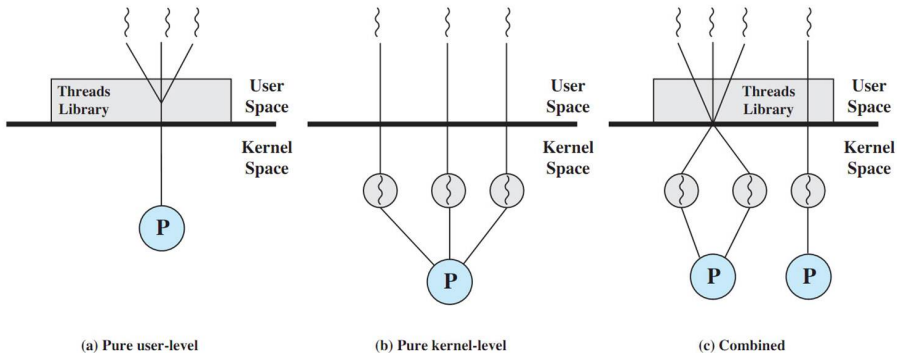 Threads
Library
User
Space
Kernel
Space
P
(a) Pure user-level
User
Space
Kernel
Space
P
(b) Pure kernel-level
Threads
Library
User
Space
Kernel
Space
P
P
(c) Combined